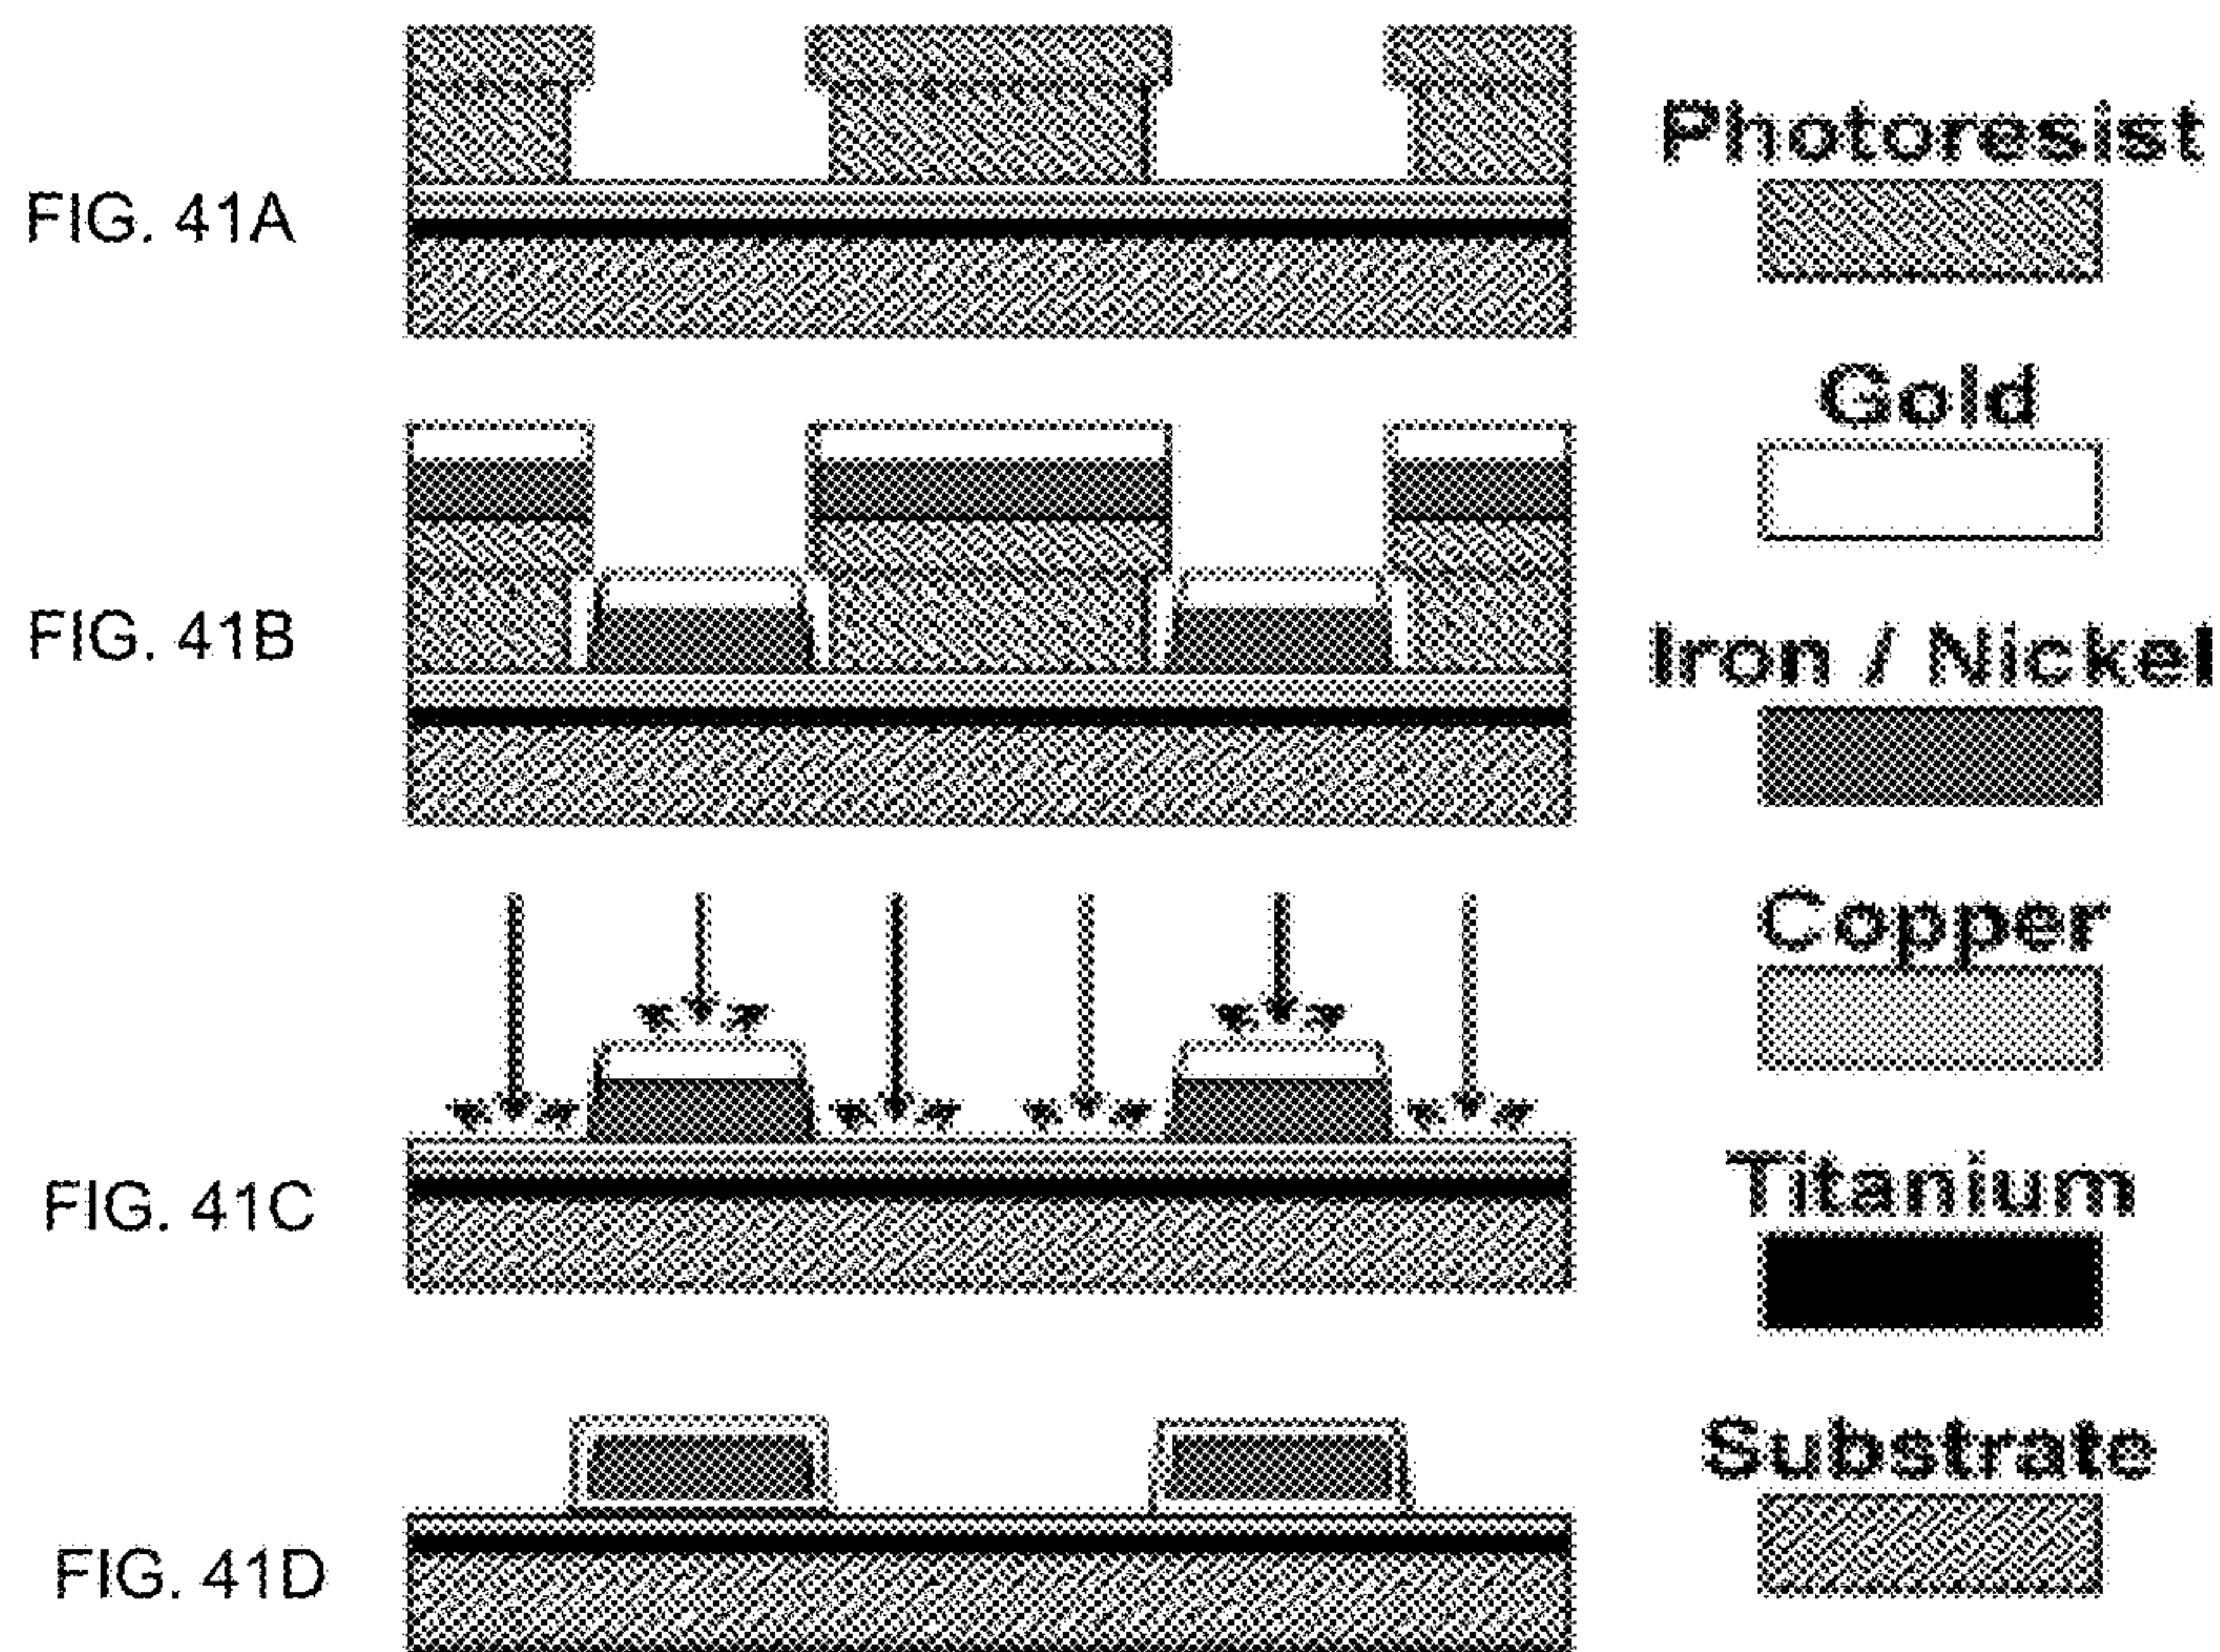 FIG. 41A
FIG. 41B
FIG. 41C
FIG. 41D
Photoresist
Gold
Iron / Nickel
Copper
Titanium
Substrate